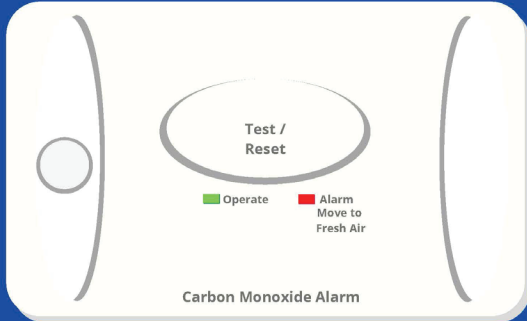 Test /
Reset
Operate
Alarm
Move to
Fresh Air
Carbon Monoxide Alarm